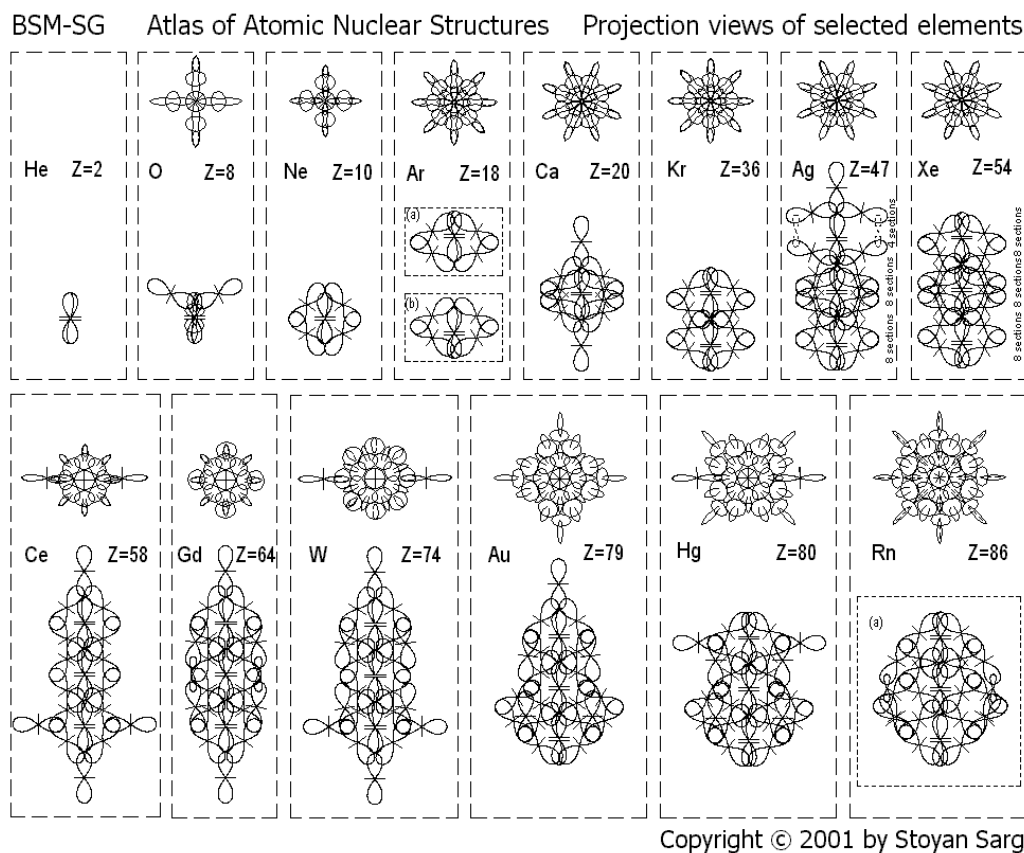 BSM-SG Atlas of Atomic Nuclear Structures Projection views of selected elements
He Z=2 O Z=8 Ne Z=10 Ar Z=18 Ca Z=20 Kr Z=36 Ag Z=47 Xe Z=54
(a)
(b)
8 sections 8 sections 4 sections
8 sections 8 sections 8 sections
Ce Z=58 Gd Z=64 W Z=74 Au Z=79 Hg Z=80 Rn Z=86
(a)
Copyright © 2001 by Stoyan Sarg